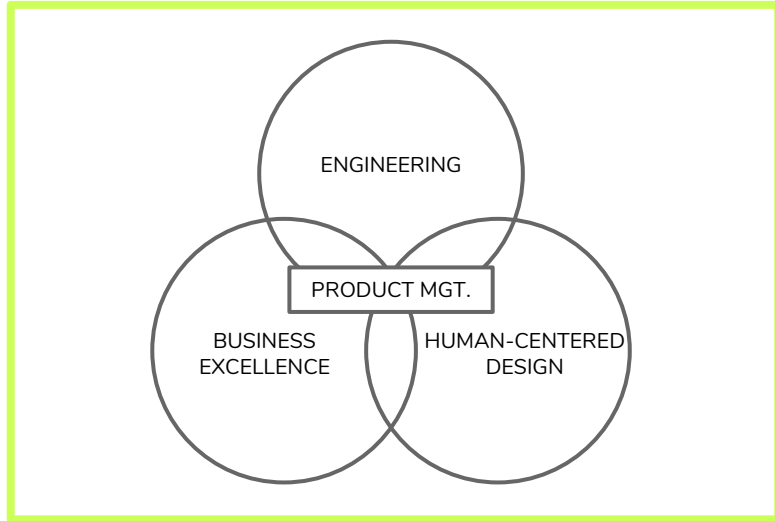 ENGINEERING
PRODUCT MGT.
BUSINESS
EXCELLENCE
HUMAN-CENTERED
DESIGN